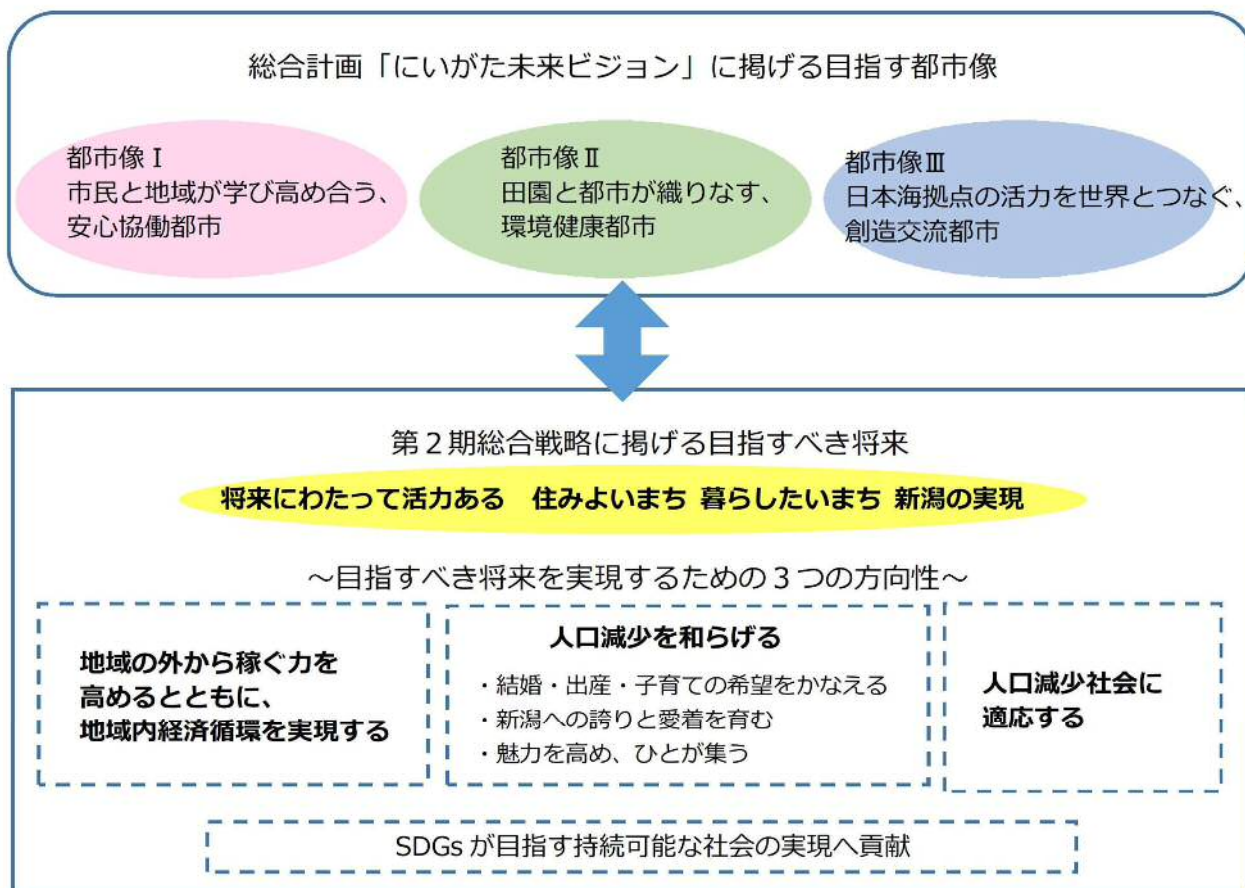 総合計画「にいがた未来ビジョン」に掲げる目指す都市像
都市像Ⅰ
市民と地域が学び高め合う、
安心協働都市
都市像Ⅱ
田園と都市が織りなす、
環境健康都市
都市像Ⅲ
日本海拠点の活力を世界とつなぐ、
創造交流都市
第２期総合戦略に掲げる目指すべき将来
将来にわたって活力ある　住みよいまち 暮らしたいまち 新潟の実現
～目指すべき将来を実現するための３つの方向性～
地域の外から稼ぐ力を
高めるとともに、
地域内経済循環を実現する
人口減少を和らげる
・結婚・出産・子育ての希望をかなえる
・新潟への誇りと愛着を育む
・魅力を高め、ひとが集う
人口減少社会に
適応する
SDGs が目指す持続可能な社会の実現へ貢献